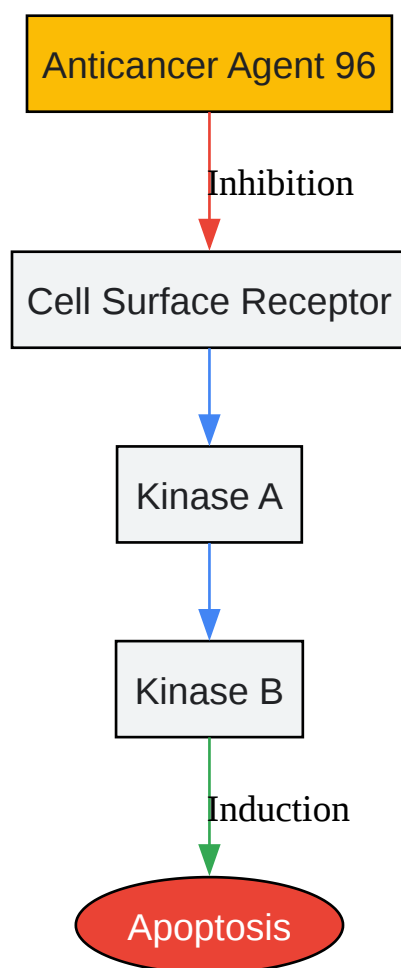 Anticancer Agent 96
Inhibition
Cell Surface Receptor
Kinase A
Kinase B
Induction
Apoptosis